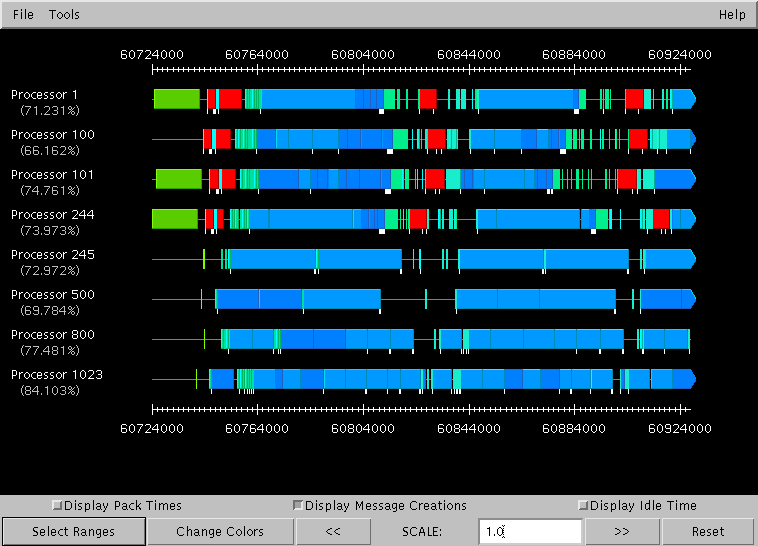 File Tools Help
60724000 60764000 60804000 60844000 60884000 60924000
Processor 1
(71.231%)
Processor 100
(66.162%)
Processor 101
(74.761%)
Processor 244
(73.973%)
Processor 245
(72.972%)
Processor 500
(69.784%)
Processor 800
(77.481%)
Processor 1023
(84.103%)
60724000 60764000 60804000 60844000 60884000 60924000
Display Pack Times Display Message Creations Display Idle Time
Select Ranges Change Colors << SCALE: 1.0 >> Reset